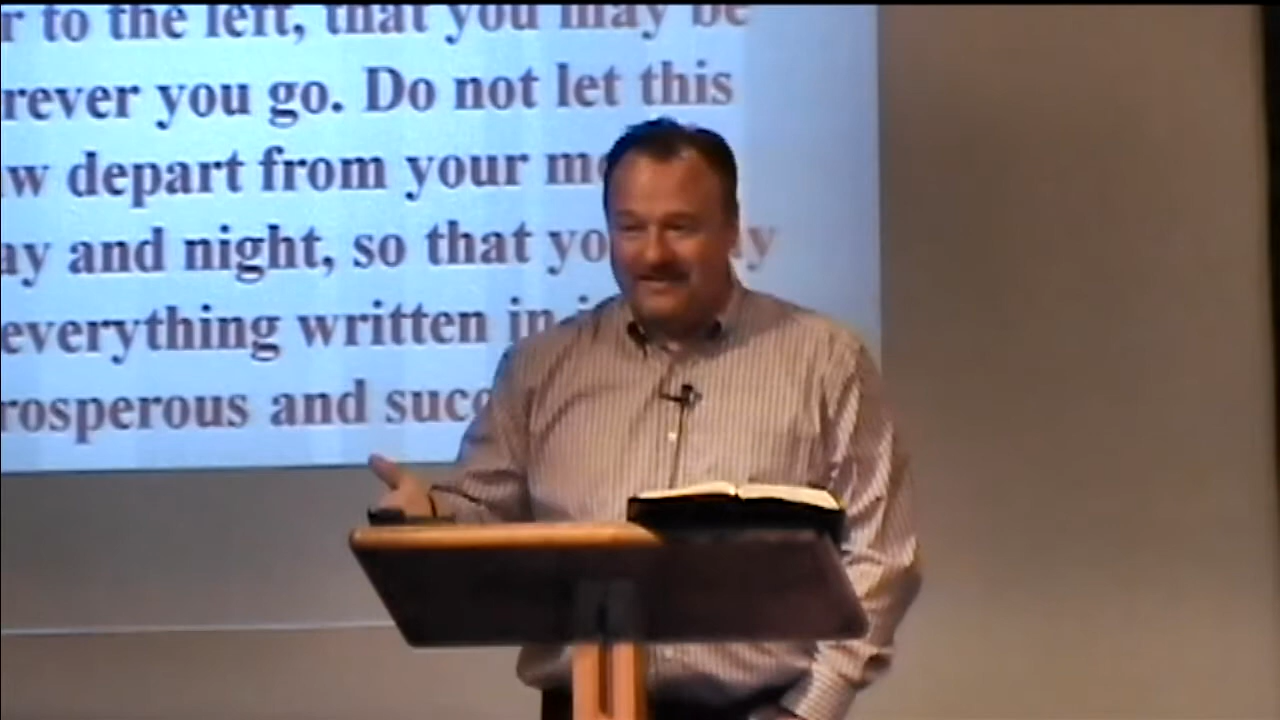 r to the left, that you may be
rever you go. Do not let this
w depart from your m
ay and night, so that yo y
everything written in i
rosperous and succ